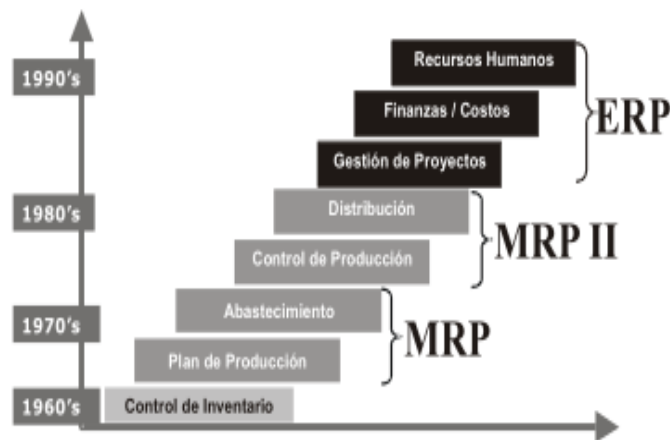 Recursos Humanos
1990's
Finanzas / Costos
ERP
Gestión de Proyectos
1980's
Distribución
MRP II
Control de Producción
Abastecimiento
1970's
MRP
Plan de Producción
1960's
Control de Inventario